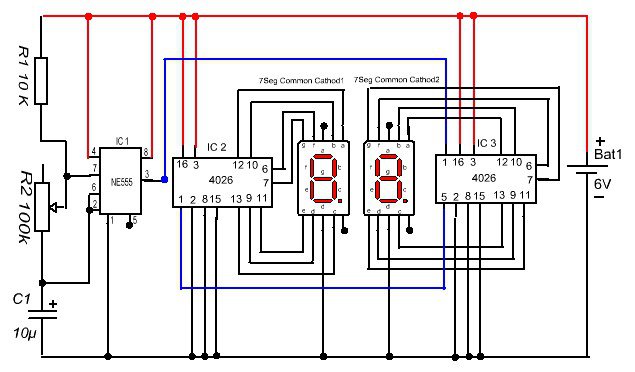 7Seg Common Cathod1
7Seg Common Cathod2
R1 10 K
IC 1
4
8
7
NE555
3
6
2
1
5
R2 100k
C1
+
10µ
IC 2
16 3 12 10
6
4026
7
1 2 8 15 13 9 11
g f a b
f a b
g
e d c
e d c
g f a b
f a b
g
e d c
e d c
IC 3
1 16 3 12 10
6
4026
7
5 2 8 15 13 9 11
+
Bat1
6V
−